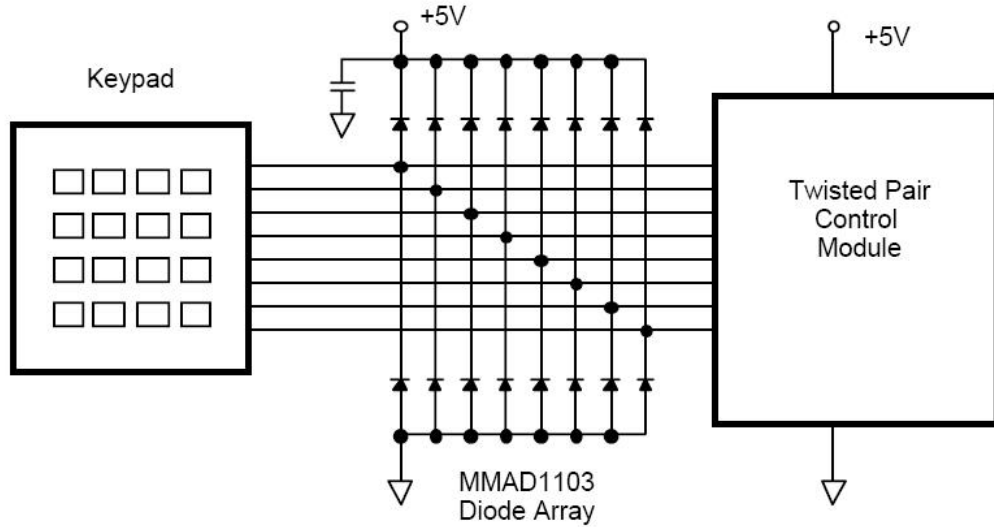 +5V
+5V
Keypad
Twisted Pair
Control
Module
MMAD1103
Diode Array